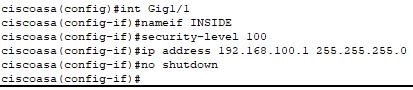 ciscoasa(config)#int Gig1/1
ciscoasa(config-if)#nameif INSIDE
ciscoasa(config-if)#security-level 100
ciscoasa(config-if)#ip address 192.168.100.1 255.255.255.0
ciscoasa(config-if)#no shutdown
ciscoasa(config-if)#